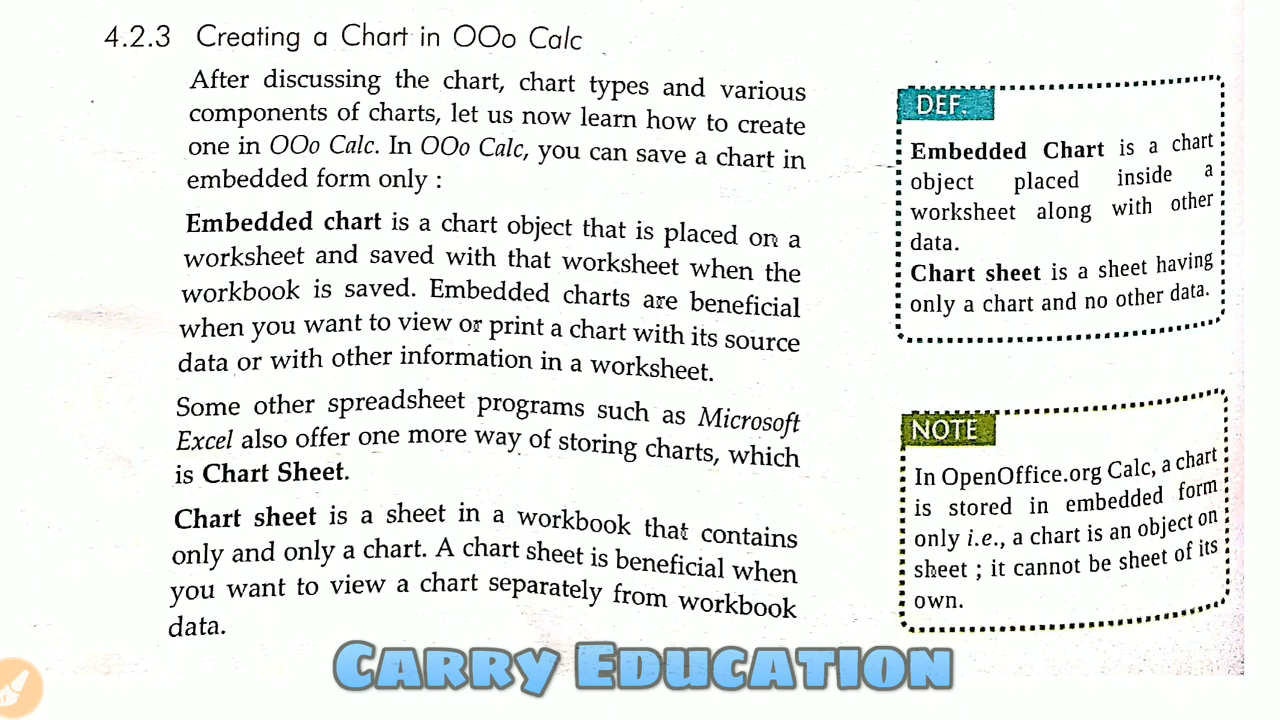 4.2.3 Creating a Chart in OOo Calc
After discussing the chart, chart types and various
components of charts, let us now learn how to create
one in OOo Calc. In OOo Calc, you can save a chart in
embedded form only :
Embedded chart is a chart object that is placed on a
worksheet and saved with that worksheet when the
workbook is saved. Embedded charts are beneficial
when you want to view or print a chart with its source
data or with other information in a worksheet.
Some other spreadsheet programs such as Microsoft
Excel also offer one more way of storing charts, which
is Chart Sheet.
Chart sheet is a sheet in a workbook that contains
only and only a chart. A chart sheet is beneficial when
you want to view a chart separately from workbook
data.
DEF.
Embedded Chart is a chart
object placed inside a
worksheet along with other
data.
Chart sheet is a sheet having
only a chart and no other data.
NOTE
In OpenOffice.org Calc, a chart
is stored in embedded form
only i.e., a chart is an object on
sheet ; it cannot be sheet of its
own.
Carry Education